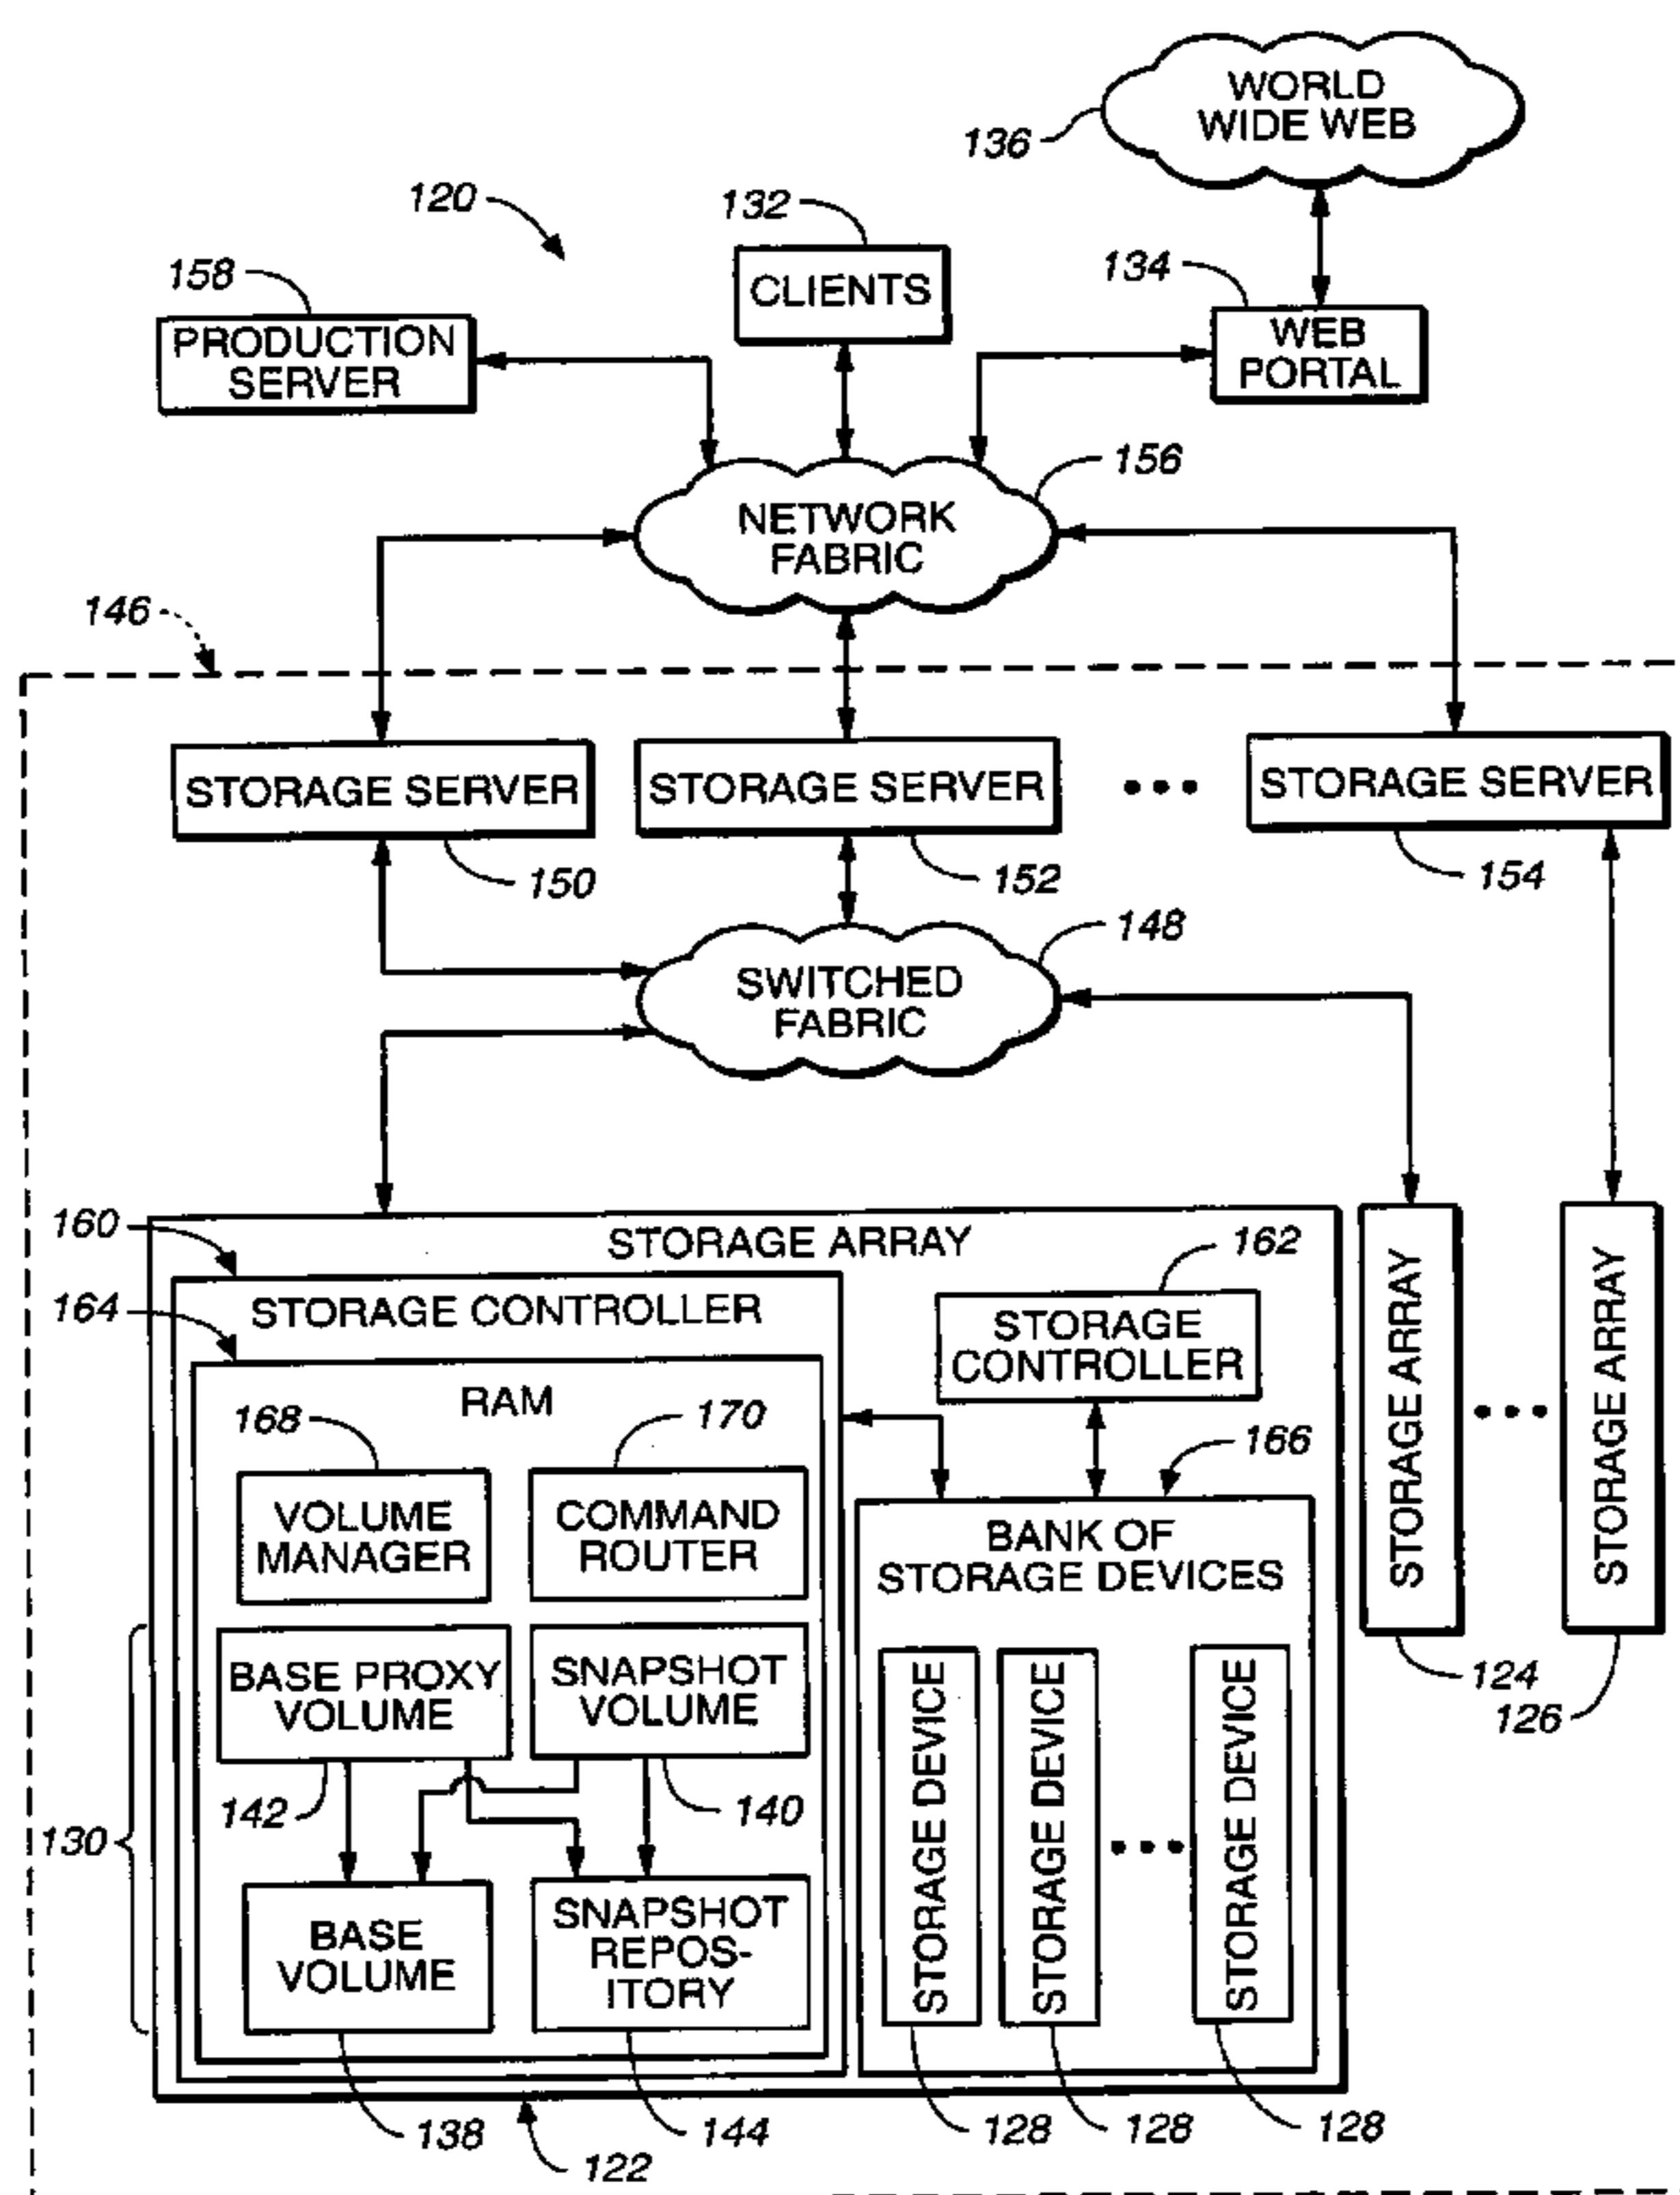 WORLD
WIDE WEB
136
120
132
134
158
CLIENTS
PRODUCTION
SERVER
WEB
PORTAL
156
NETWORK
FABRIC
146
STORAGE SERVER
STORAGE SERVER
•••
STORAGE SERVER
150
152
154
148
SWITCHED
FABRIC
160
STORAGE ARRAY
162
164
STORAGE CONTROLLER
STORAGE
CONTROLLER
RAM
168
170
166
VOLUME
MANAGER
COMMAND
ROUTER
BANK OF
STORAGE DEVICES
STORAGE ARRAY
•••
STORAGE ARRAY
BASE PROXY
VOLUME
SNAPSHOT
VOLUME
124
126
142
140
130
STORAGE DEVICE
STORAGE DEVICE
•••
STORAGE DEVICE
BASE
VOLUME
SNAPSHOT
REPOS-
ITORY
138
144
128
128
128
122